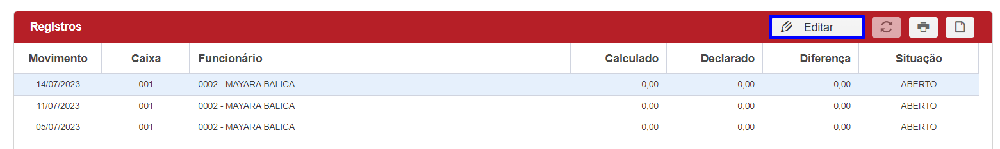 Registros Editar
Movimento Caixa Funcionário Calculado Declarado Diferença Situação
14/07/2023 001 0002 - MAYARA BALICA 0,00 0,00 0,00 ABERTO
11/07/2023 001 0002 - MAYARA BALICA 0,00 0,00 0,00 ABERTO
05/07/2023 001 0002 - MAYARA BALICA 0,00 0,00 0,00 ABERTO